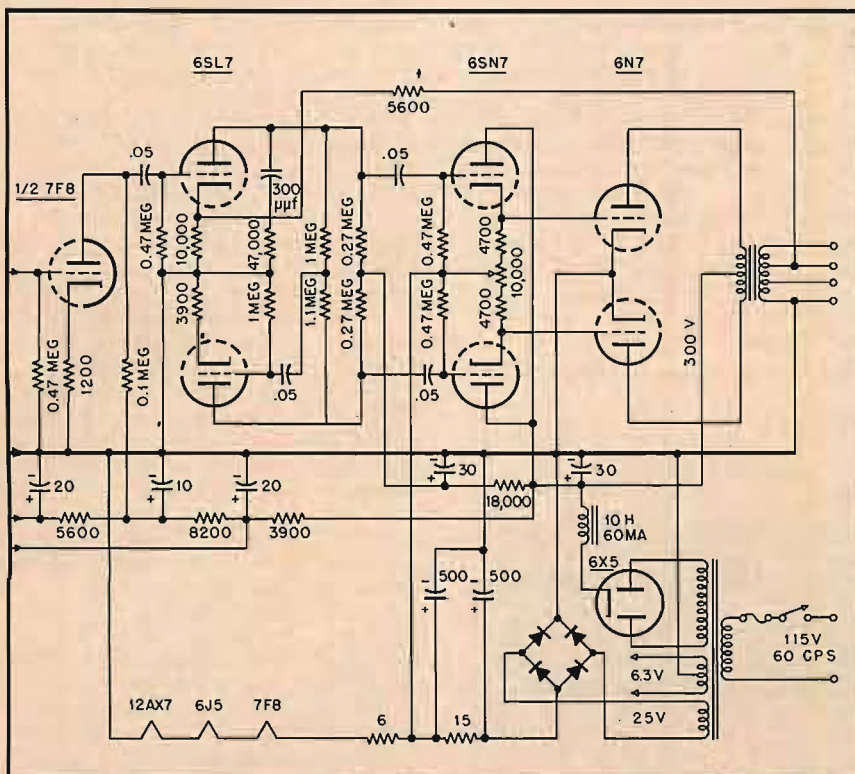 6SL7
6SN7
6N7
5600
1/2 7F8
.05
300
μμf
.05
0.47 MEG
10,000
47,000
1 MEG
0.27 MEG
0.47 MEG
4700
10,000
3900
1 MEG
1.1 MEG
0.27 MEG
0.47 MEG
4700
300 V
0.47 MEG
1200
0.1 MEG
.05
.05
- 20 +
- 10 +
- 20 +
- 30 +
- 30 +
18,000
5600
8200
3900
10 H
60MA
6X5
- 500 +
- 500 +
115V
60 CPS
6.3V
25V
12AX7
6J5
7F8
6
15